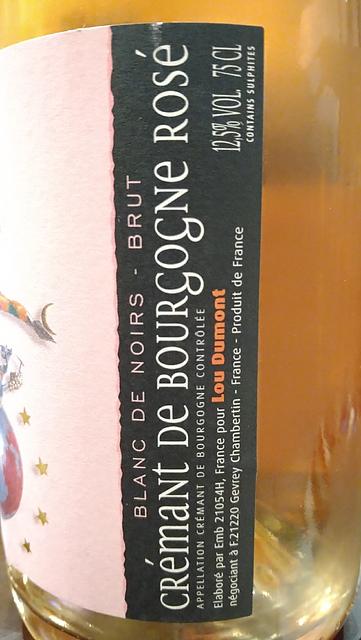 BLANC DE NOIRS - BRUT
CRÉMANT DE BOURGOGNE ROSÉ
APPELLATION CRÉMANT DE BOURGOGNE CONTRÔLÉE
12,5% VOL. 75 CL
CONTAINS SULPHITES
Elaboré par Emb 21054H, France pour Lou Dumont
négociant à F.21220 Gevrey Chambertin - France - Produit de France